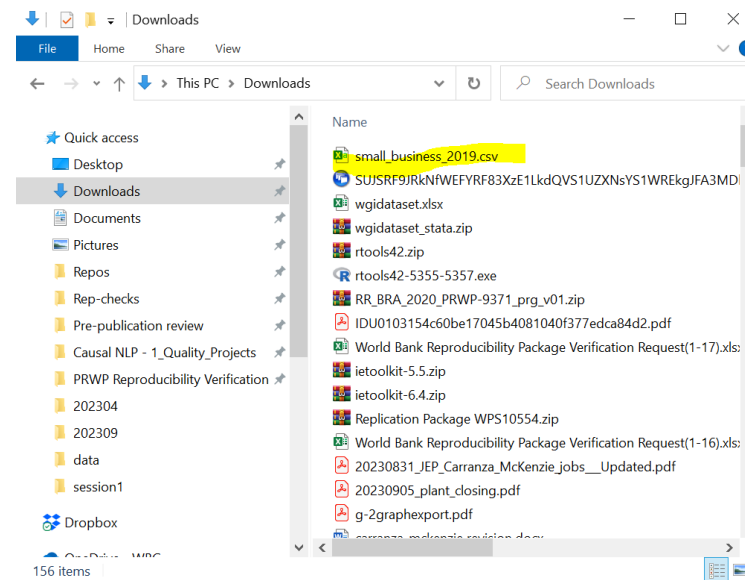 Downloads
File Home Share View
This PC > Downloads
Search Downloads
Quick access
Desktop
Downloads
Documents
Pictures
Repos
Rep-checks
Pre-publication review
Causal NLP - 1_Quality_Projects
PRWP Reproducibility Verification
202304
202309
data
session1
Dropbox
Name
small_business_2019.csv
wgidataset.xlsx
wgidataset_stata.zip
rtools42.zip
rtools42-5355-5357.exe
RR_BRA_2020_PRWP-9371_prg_v01.zip
IDU0103154c60be17045b4081040f377edca84d2.pdf
World Bank Reproducibility Package Verification Request(1-17).xls
ietoolkit-5.5.zip
ietoolkit-6.4.zip
Replication Package WPS10554.zip
World Bank Reproducibility Package Verification Request(1-16).xls
20230831_JEP_Carranza_McKenzie_jobs__Updated.pdf
20230905_plant_closing.pdf
g-2graphexport.pdf
156 items